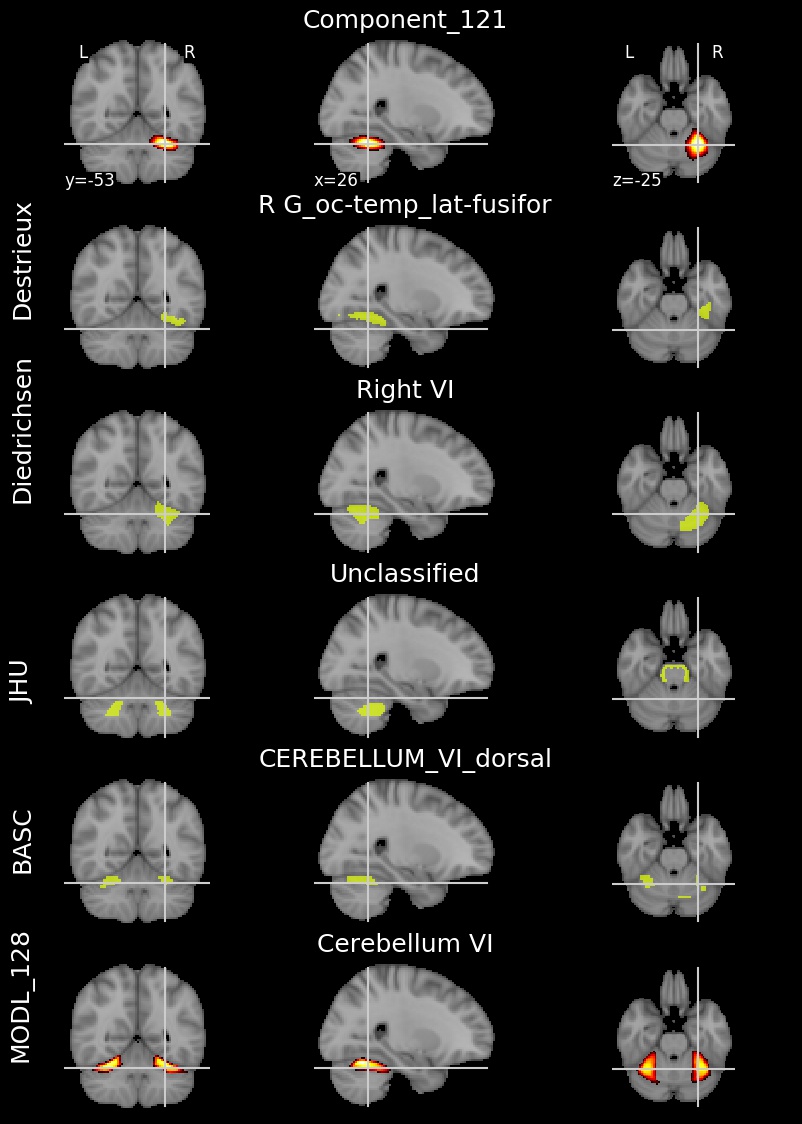 Component_121
L R
L R
y=-53
x=26
z=-25
Destrieux
R G_oc-temp_lat-fusifor
Diedrichsen
Right VI
JHU
Unclassified
BASC
CEREBELLUM_VI_dorsal
MODL_128
Cerebellum VI